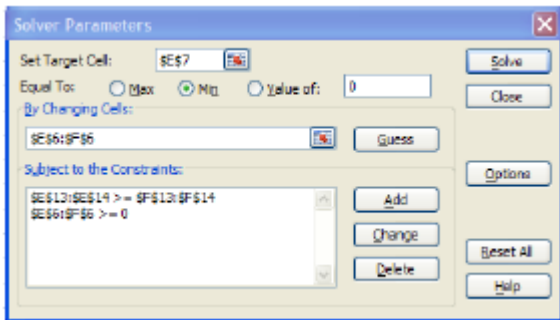 Solver Parameters
Set Target Cell: $E$7 Solve
Equal To: Max Min Value of: 0 Close
By Changing Cells:
$E$6:$F$6 Guess
Subject to the Constraints: Options
$E$13:$E$14 >= $F$13:$F$14 Add
$E$6:$F$6 >= 0
Change
Reset All
Delete
Help